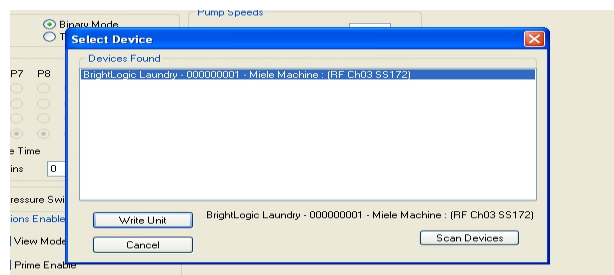 Pump Speeds
Binary Mode
Select Device
Devices Found
BrightLogic Laundry - 000000001 - Miele Machine : (RF Ch03 SS172)
P7 P8
e Time
ins 0
ressure Swi
ions Enable
Write Unit
BrightLogic Laundry - 000000001 - Miele Machine : (RF Ch03 SS172)
View Mode
Cancel
Scan Devices
Prime Enable